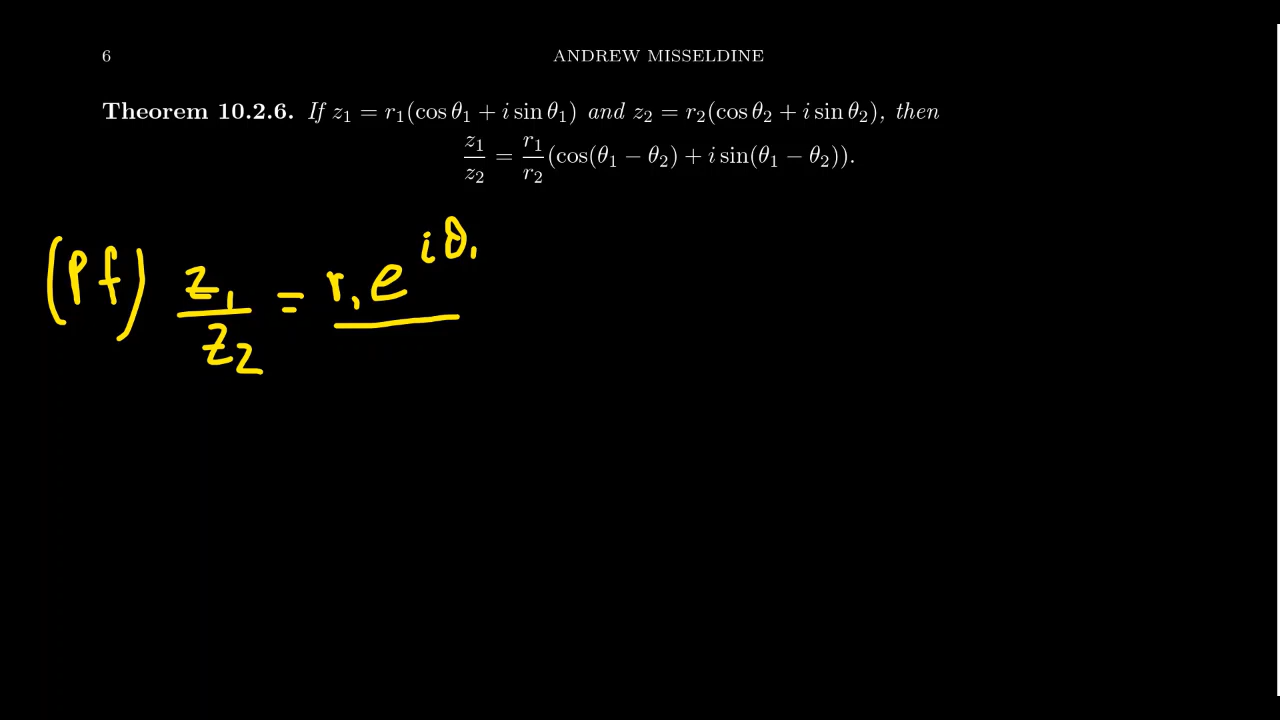 6 ANDREW MISSELDINE
Theorem 10.2.6. If z₁ = r₁(cos θ₁ + i sin θ₁) and z₂ = r₂(cos θ₂ + i sin θ₂), then
z₁/z₂ = r₁/r₂ (cos(θ₁ − θ₂) + i sin(θ₁ − θ₂)).
(Pf) z₁/z₂ = r₁e^{iθ₁}/